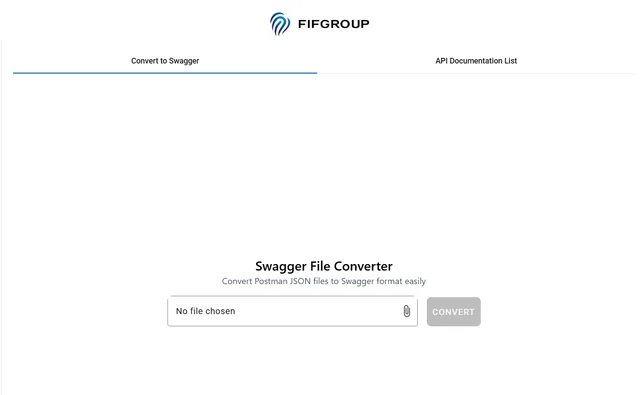 FIFGROUP
Convert to Swagger
API Documentation List
Swagger File Converter
Convert Postman JSON files to Swagger format easily
No file chosen
CONVERT